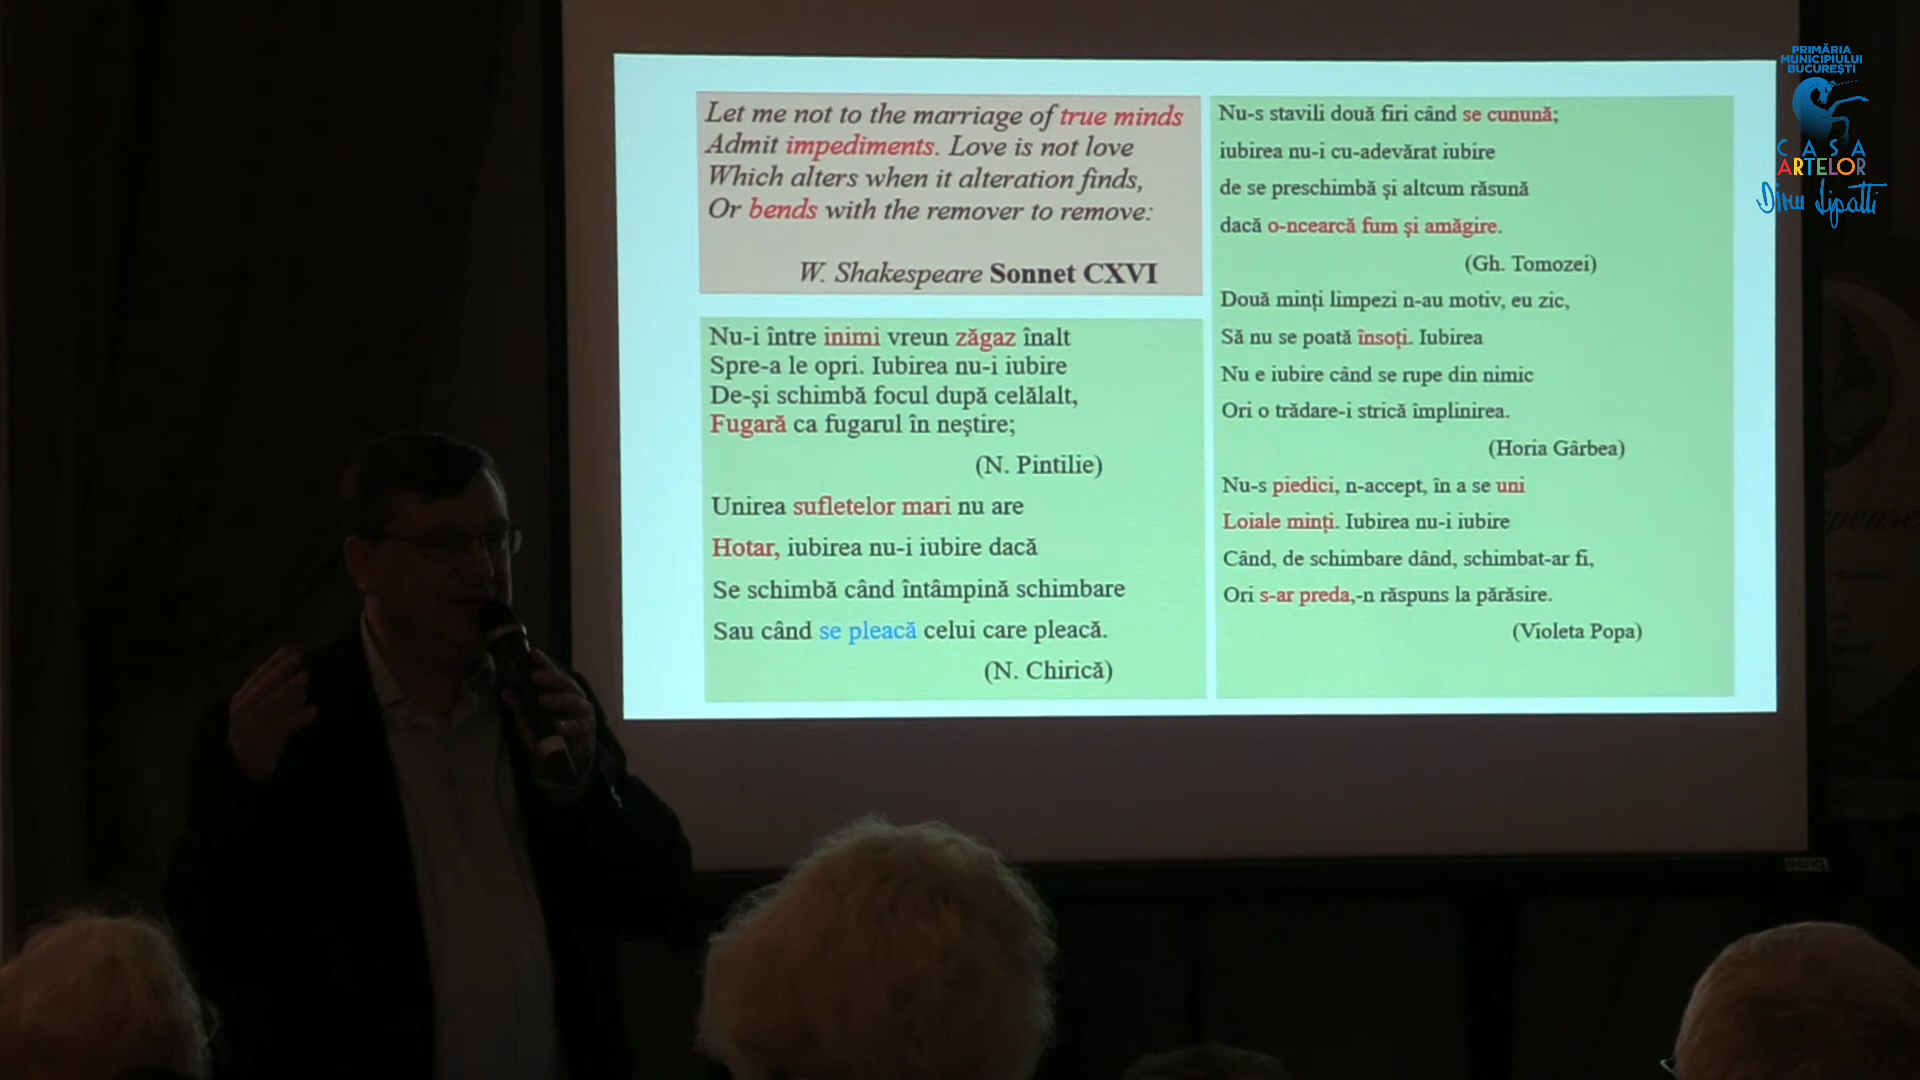 Let me not to the marriage of true minds
Admit impediments. Love is not love
Which alters when it alteration finds,
Or bends with the remover to remove:
W. Shakespeare Sonnet CXVI
Nu-i între inimi vreun zăgaz înalt
Spre-a le opri. Iubirea nu-i iubire
De-şi schimbă focul după celălalt,
Fugară ca fugarul în neştire;
(N. Pintilie)
Unirea sufletelor mari nu are
Hotar, iubirea nu-i iubire dacă
Se schimbă când întâmpină schimbare
Sau când se pleacă celui care pleacă.
(N. Chirică)
Nu-s stavili două firi când se cunună;
iubirea nu-i cu-adevărat iubire
de se preschimbă și altcum răsună
dacă o-ncearcă fum și amăgire.
(Gh. Tomozei)
Două minți limpezi n-au motiv, eu zic,
Să nu se poată însoți. Iubirea
Nu e iubire când se rupe din nimic
Ori o trădare-i strică împlinirea.
(Horia Gârbea)
Nu-s piedici, n-accept, în a se uni
Loiale minți. Iubirea nu-i iubire
Când, de schimbare dând, schimbat-ar fi,
Ori s-ar preda,-n răspuns la părăsire.
(Violeta Popa)
PRIMĂRIA
MUNICIPIULUI
BUCUREȘTI
CASA
ARTELOR
Dinu Lipatti
BenQ